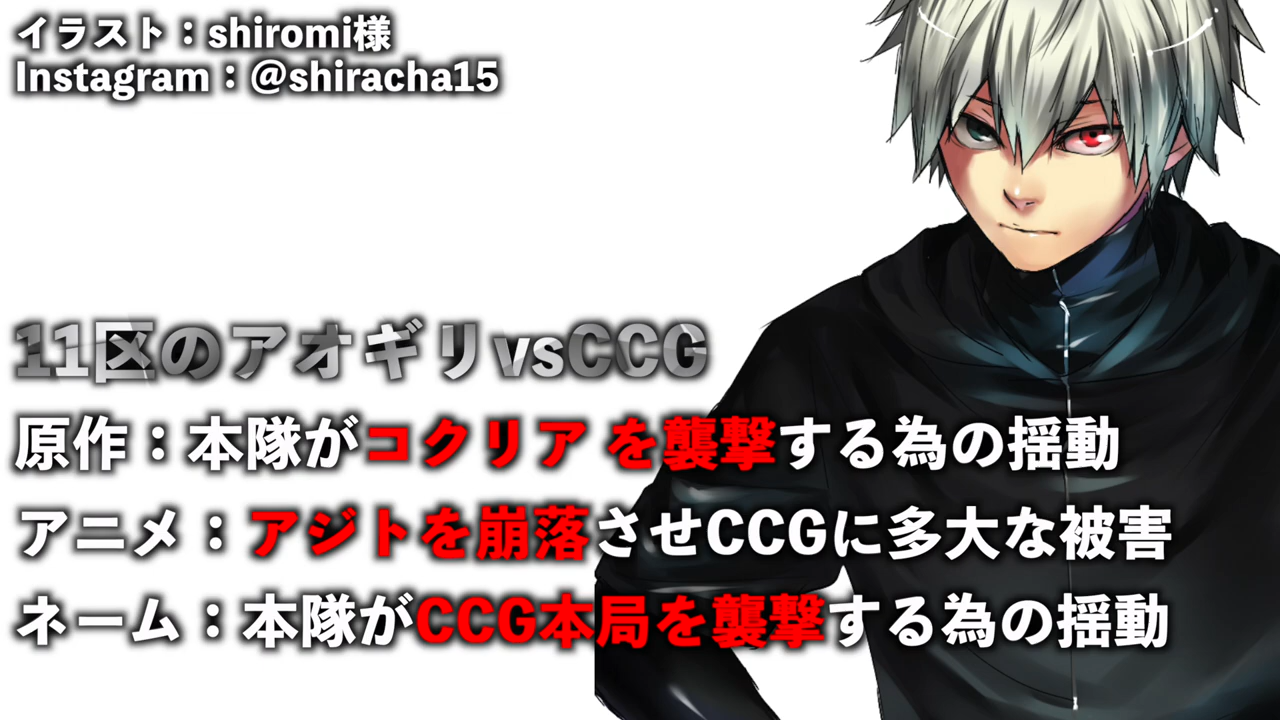 イラスト：shiromi様
Instagram：@shiracha15
11区のアオギリvsCCG
原作：本隊がコクリア を襲撃する為の揺動
アニメ：アジトを崩落させCCGに多大な被害
ネーム：本隊がCCG本局を襲撃する為の揺動